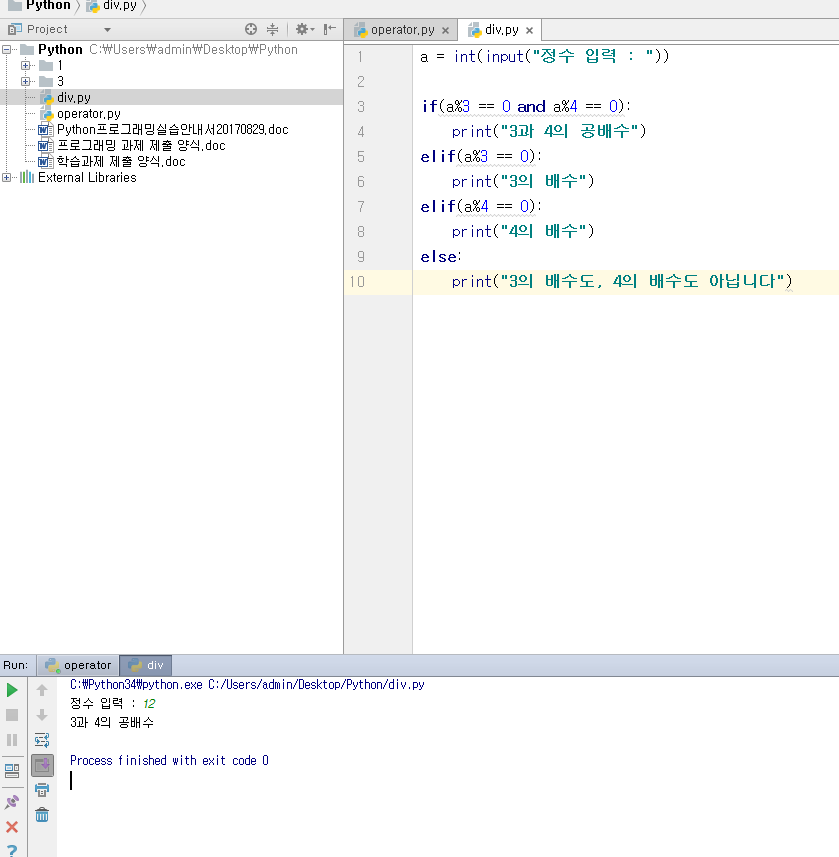 Python div.py
Project
operator.py × div.py ×
Python C:₩Users₩admin₩Desktop₩Python
1
3
div.py
operator.py
Python프로그래밍실습안내서20170829.doc
프로그래밍 과제 제출 양식.doc
학습과제 제출 양식.doc
External Libraries
1 a = int(input("정수 입력 : "))
2
3 if(a%3 == 0 and a%4 == 0):
4 print("3과 4의 공배수")
5 elif(a%3 == 0):
6 print("3의 배수")
7 elif(a%4 == 0):
8 print("4의 배수")
9 else:
10 print("3의 배수도, 4의 배수도 아닙니다")
Run: operator div
C:₩Python34₩python.exe C:/Users/admin/Desktop/Python/div.py
정수 입력 : 12
3과 4의 공배수
Process finished with exit code 0